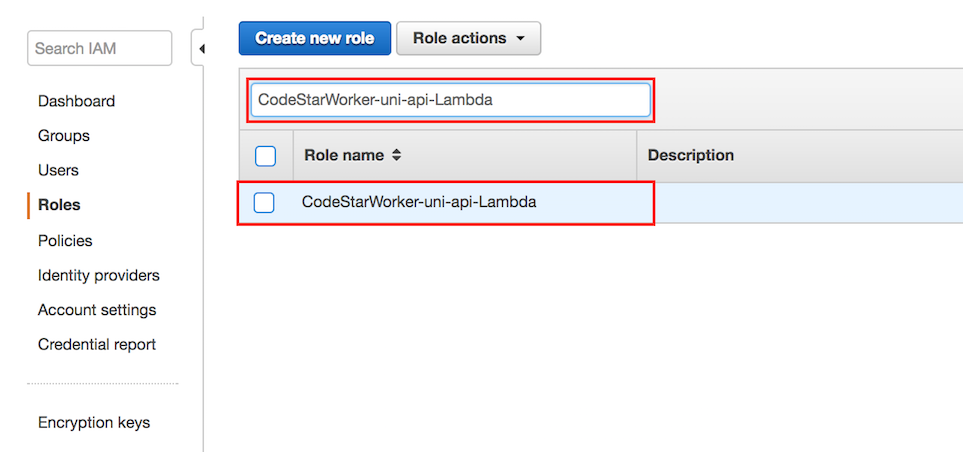 Search IAM
Dashboard
Groups
Users
Roles
Policies
Identity providers
Account settings
Credential report
Encryption keys
Create new role
Role actions
CodeStarWorker-uni-api-Lambda
Role name
Description
CodeStarWorker-uni-api-Lambda